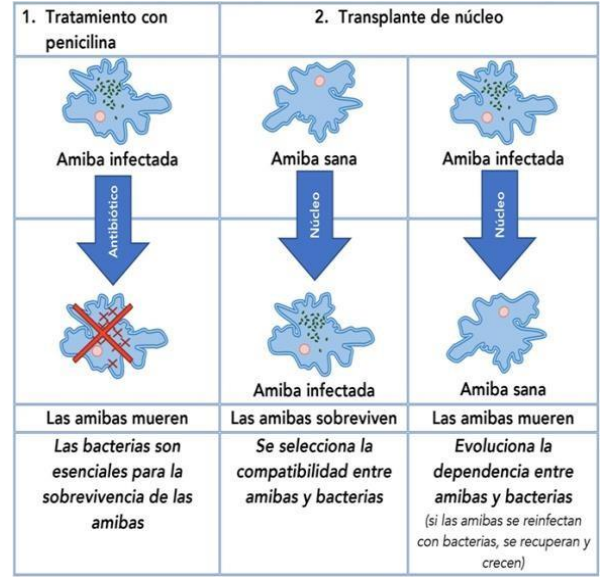 1. Tratamiento con
penicilina
2. Transplante de núcleo
Amiba infectada
Amiba sana
Amiba infectada
Antibiótico
Núcleo
Núcleo
Amiba infectada
Amiba sana
Las amibas mueren
Las amibas sobreviven
Las amibas mueren
Las bacterias son
esenciales para la
sobrevivencia de las
amibas
Se selecciona la
compatibilidad entre
amibas y bacterias
Evoluciona la
dependencia entre
amibas y bacterias
(si las amibas se reinfectan
con bacterias, se recuperan y
crecen)